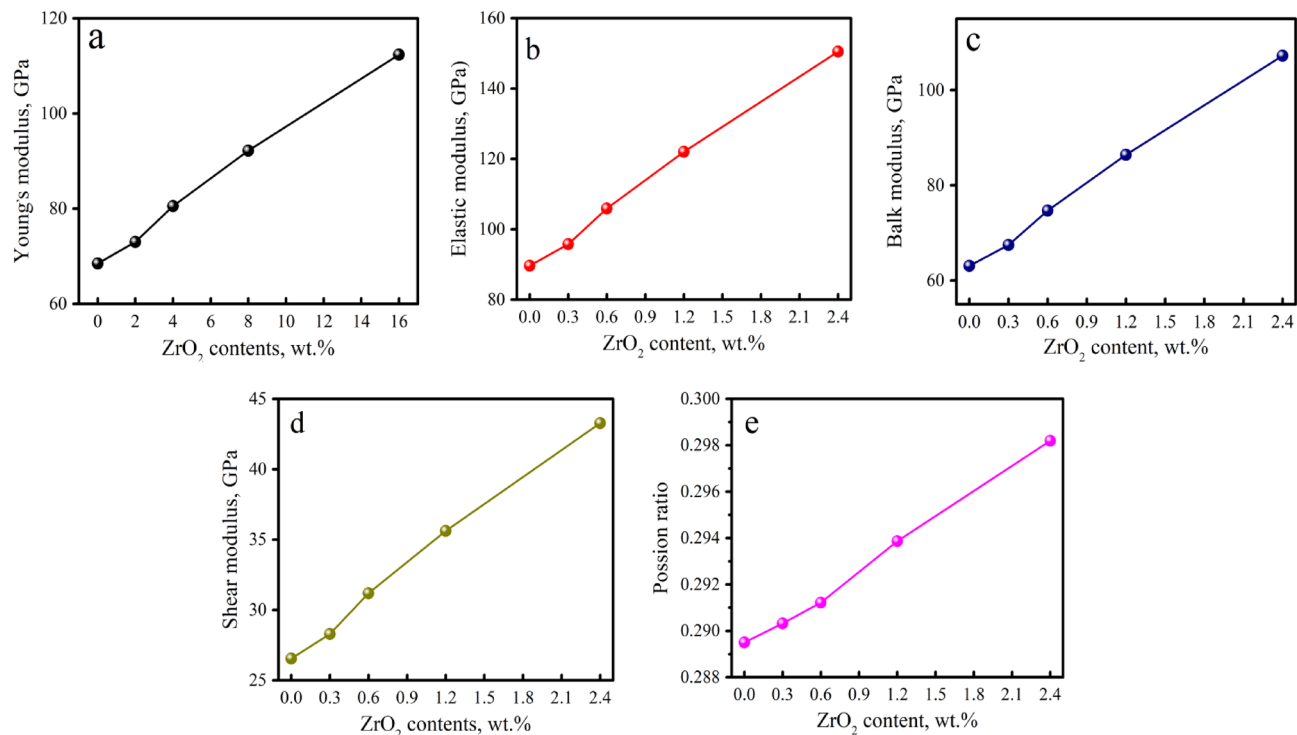 a
Young's modulus, GPa
120
100
80
60
0 2 4 6 8 10 12 14 16
ZrO2 contents, wt.%
b
Elastic modulus, GPa)
160
140
120
100
80
0.0 0.3 0.6 0.9 1.2 1.5 1.8 2.1 2.4
ZrO2 content, wt.%
c
Balk modulus, GPa
100
80
60
0.0 0.3 0.6 0.9 1.2 1.5 1.8 2.1 2.4
ZrO2 content, wt.%
d
Shear modulus, GPa
45
40
35
30
25
0.0 0.3 0.6 0.9 1.2 1.5 1.8 2.1 2.4
ZrO2 contents, wt.%
e
Possion ratio
0.300
0.298
0.296
0.294
0.292
0.290
0.288
0.0 0.3 0.6 0.9 1.2 1.5 1.8 2.1 2.4
ZrO2 content, wt.%